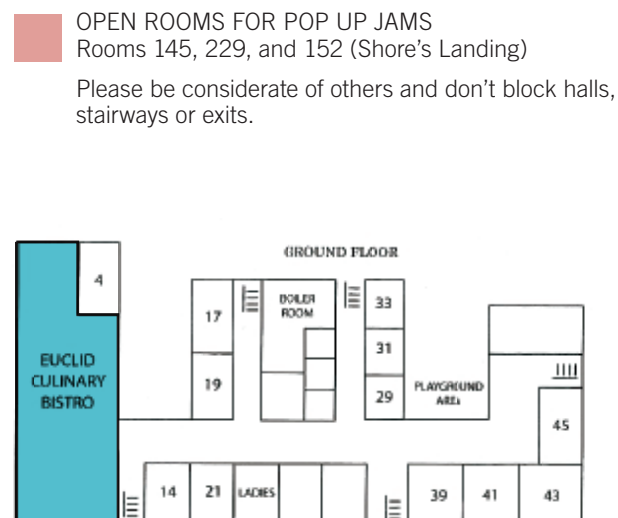 OPEN ROOMS FOR POP UP JAMS
Rooms 145, 229, and 152 (Shore's Landing)
Please be considerate of others and don't block halls,
stairways or exits.
GROUND FLOOR
4
17
BOILER
ROOM
33
31
EUCLID
CULINARY
BISTRO
19
29
PLAYGROUND
AREA
45
14
21
LADIES
39
41
43